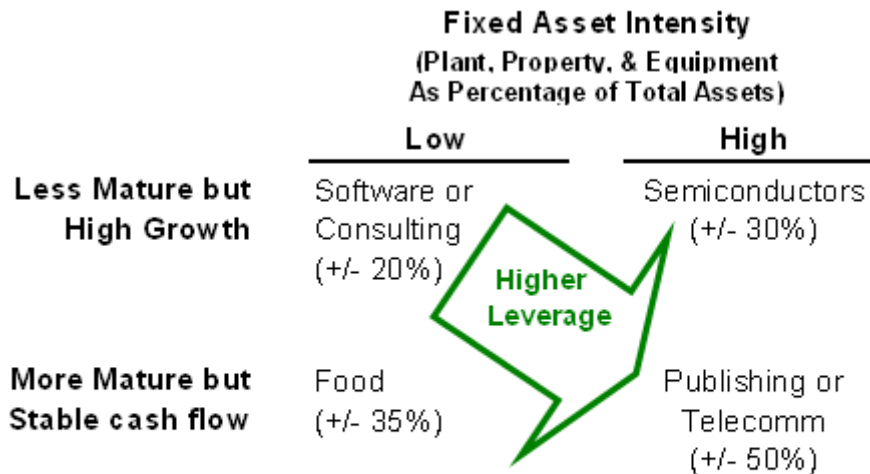 Fixed Asset Intensity
(Plant, Property, & Equipment
As Percentage of Total Assets)
Low
High
Less Mature but
High Growth
Software or
Consulting
(+/- 20%)
Semiconductors
(+/- 30%)
Higher
Leverage
More Mature but
Stable cash flow
Food
(+/- 35%)
Publishing or
Telecomm
(+/- 50%)